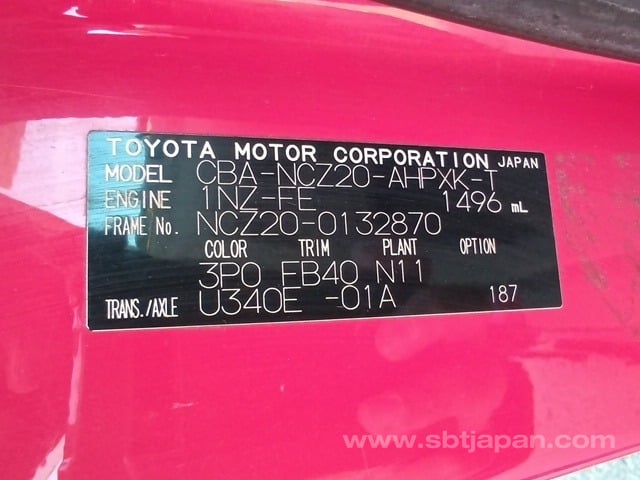 TOYOTA MOTOR CORPORATION JAPAN
MODEL CBA-NCZ20-AHPXK-T
ENGINE 1NZ-FE 1496 mL
FRAME No. NCZ20-0132870
COLOR TRIM PLANT OPTION
3P0 FB40 N11
TRANS./AXLE U340E -01A 187
www.sbtjapan.com